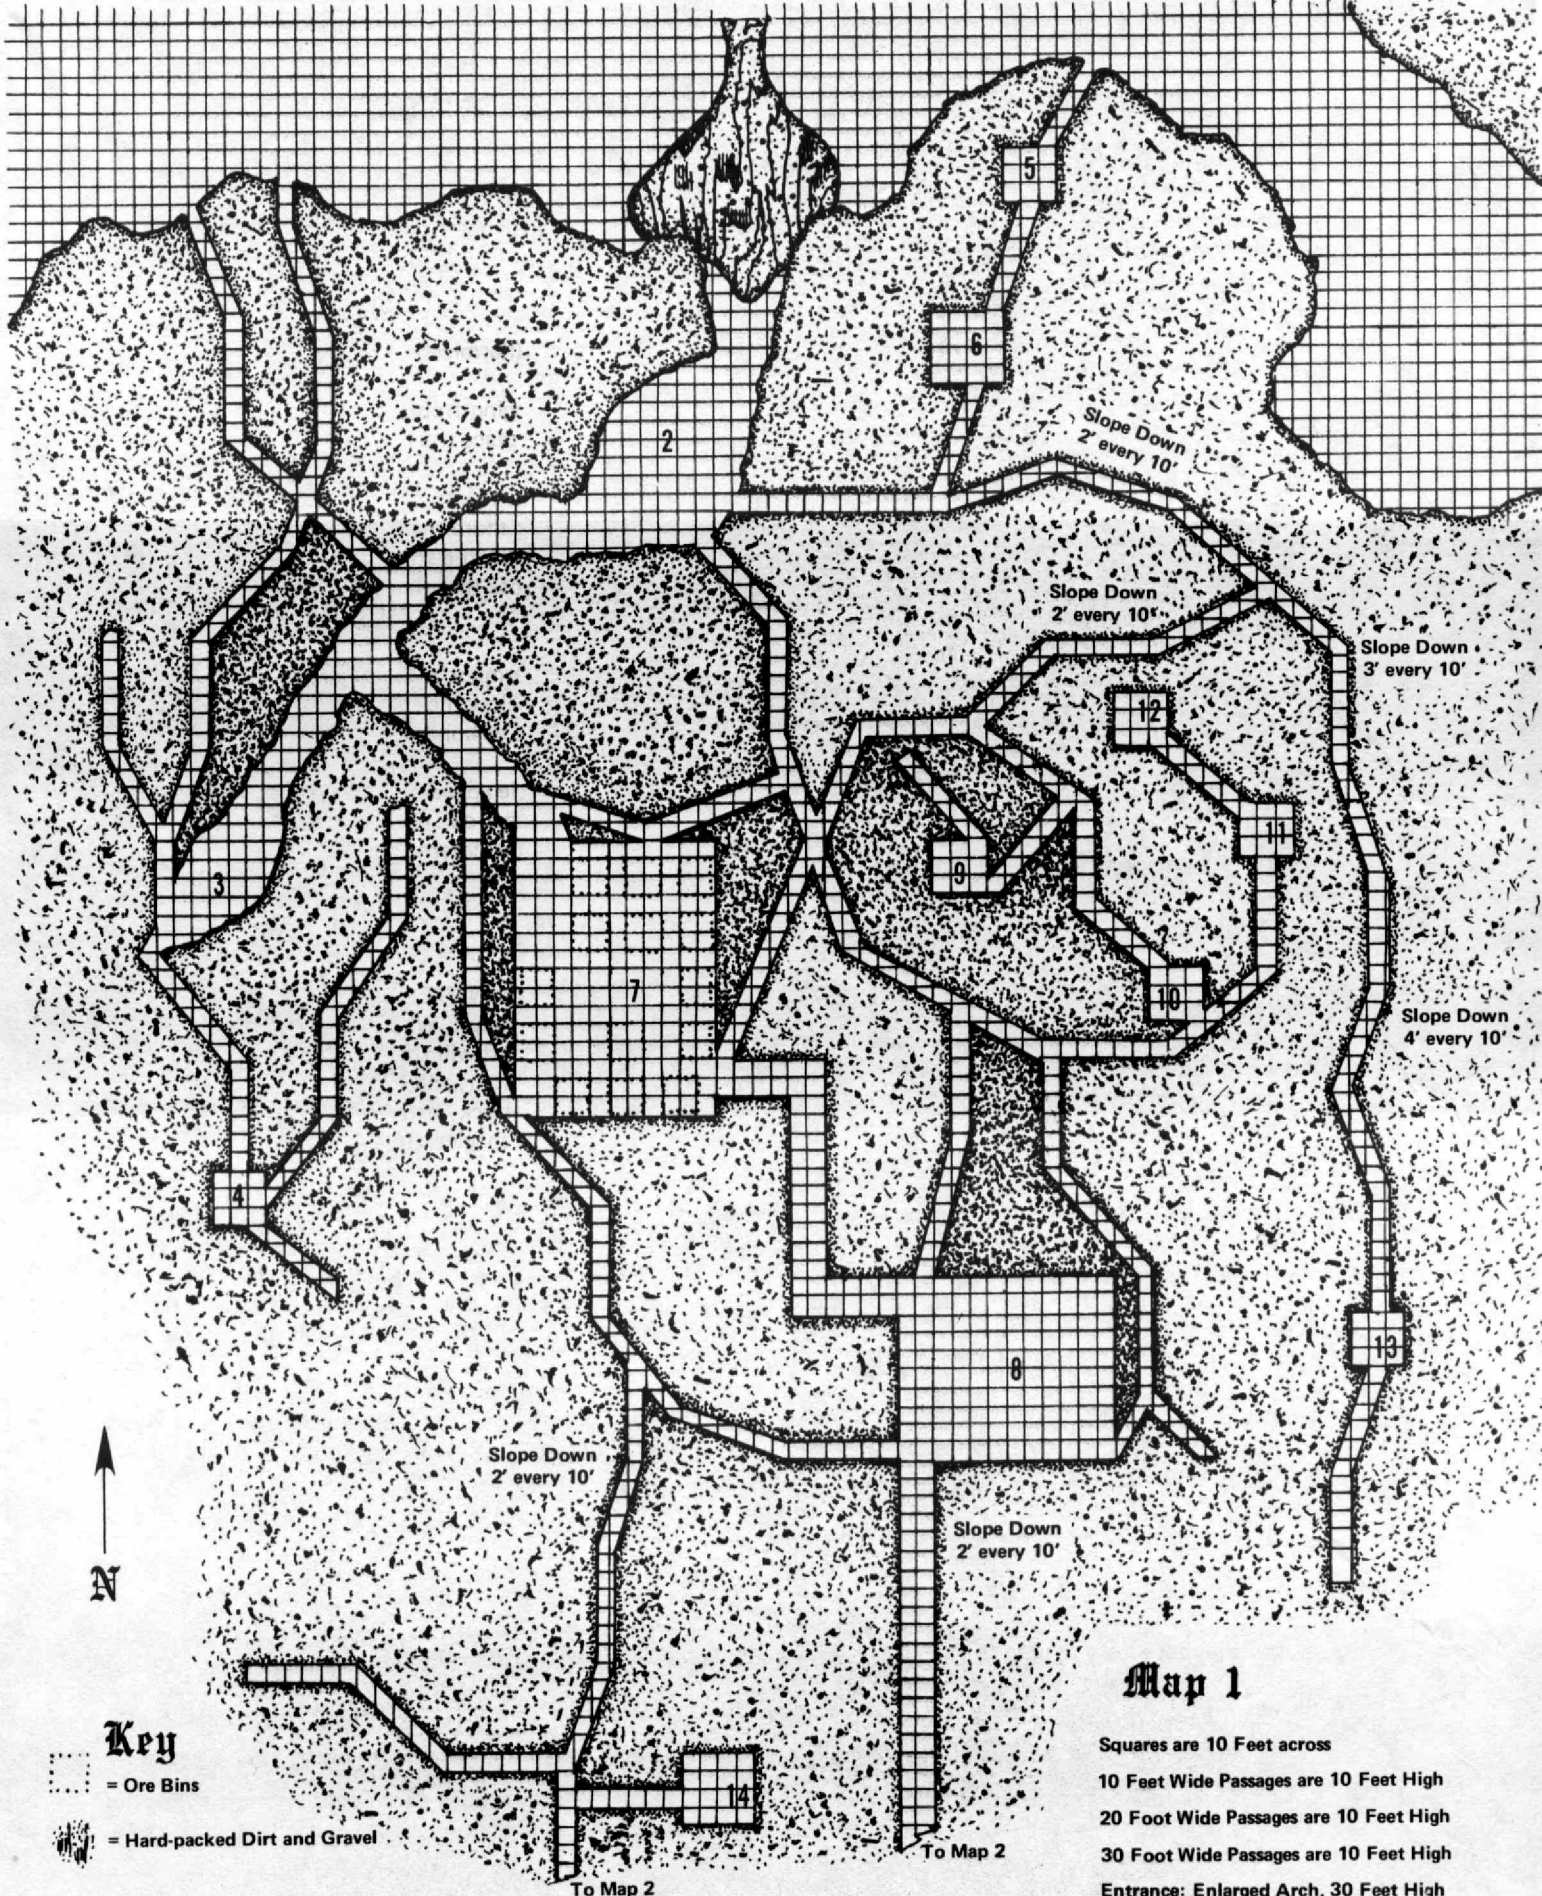 5
6
2
Slope Down
2' every 10'
Slope Down
2' every 10'
Slope Down
3' every 10'
12
11
3
9
7
10
Slope Down
4' every 10'
4
13
8
Slope Down
2' every 10'
Slope Down
2' every 10'
N
Map 1
Squares are 10 Feet across
10 Feet Wide Passages are 10 Feet High
20 Foot Wide Passages are 10 Feet High
30 Foot Wide Passages are 10 Feet High
Entrance: Enlarged Arch, 30 Feet High
Key
= Ore Bins
= Hard-packed Dirt and Gravel
14
To Map 2
To Map 2